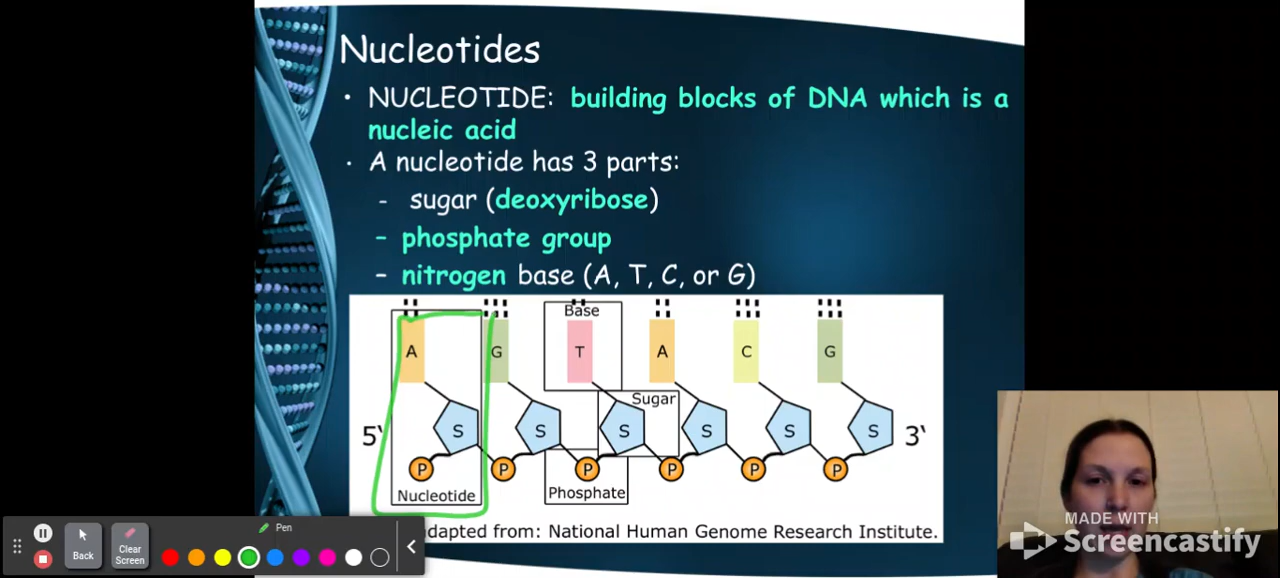 Nucleotides
• NUCLEOTIDE: building blocks of DNA which is a
nucleic acid
• A nucleotide has 3 parts:
- sugar (deoxyribose)
- phosphate group
- nitrogen base (A, T, C, or G)
Base
A G T A C G
Sugar
5' S S S S S S 3'
P P P P P P
Nucleotide Phosphate
dapted from: National Human Genome Research Institute.
Pen
Back
Clear
Screen
MADE WITH
Screencastify